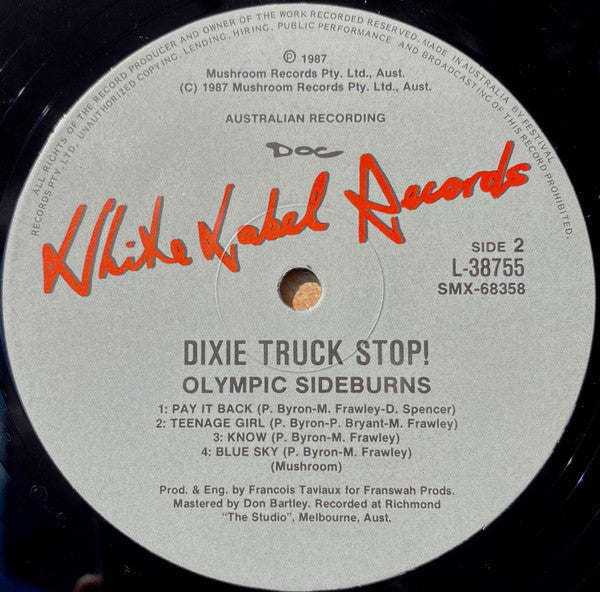 ALL RIGHTS OF THE RECORD PRODUCER AND OWNER OF THE WORK RECORDED RESERVED. MADE IN AUSTRALIA BY FESTIVAL
RECORDS PTY. LTD., UNAUTHORIZED COPYING, LENDING, HIRING, PUBLIC PERFORMANCE AND BROADCASTING OF THIS RECORD PROHIBITED.
℗ 1987
Mushroom Records Pty. Ltd., Aust.
(C) 1987 Mushroom Records Pty. Ltd., Aust.
AUSTRALIAN RECORDING
DOC
White Label Records
SIDE 2
L-38755
SMX-68358
DIXIE TRUCK STOP!
OLYMPIC SIDEBURNS
1: PAY IT BACK (P. Byron-M. Frawley-D. Spencer)
2: TEENAGE GIRL (P. Byron-P. Bryant-M. Frawley)
3: KNOW (P. Byron-M. Frawley)
4: BLUE SKY (P. Byron-M. Frawley)
(Mushroom)
Prod. & Eng. by Francois Taviaux for Franswah Prods.
Mastered by Don Bartley. Recorded at Richmond
"The Studio", Melbourne, Aust.